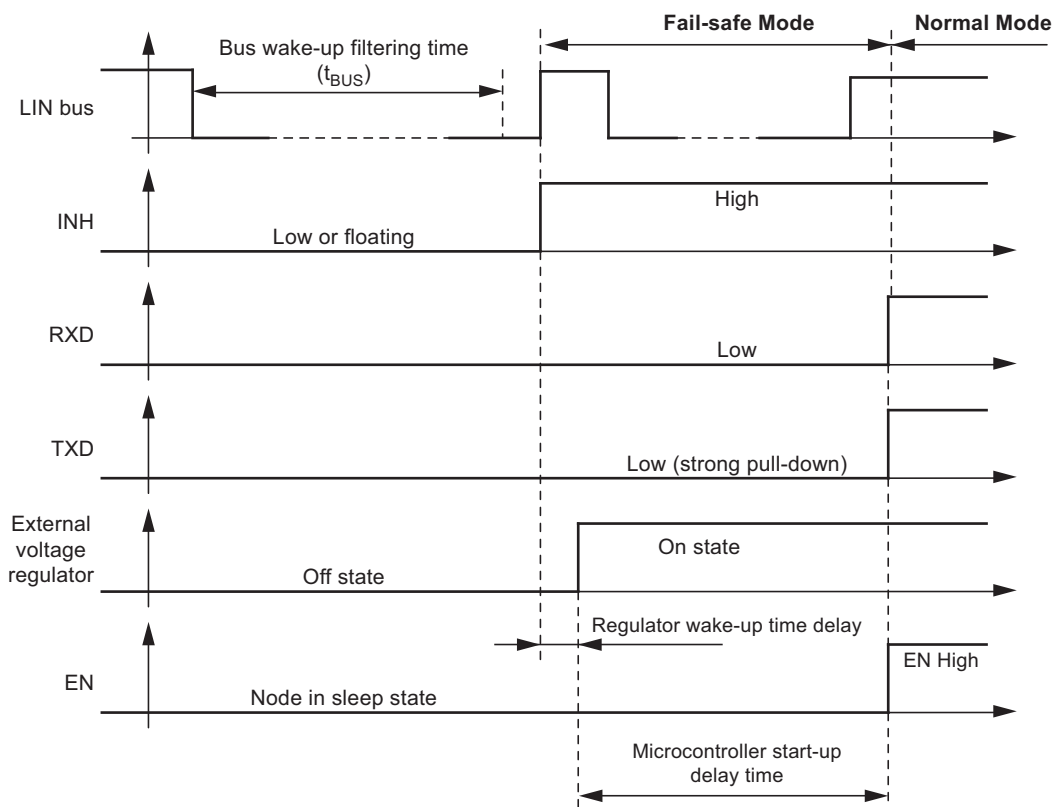 Fail-safe Mode
Normal Mode
Bus wake-up filtering time
(tBUS)
LIN bus
INH
High
Low or floating
RXD
Low
TXD
Low (strong pull-down)
External
voltage
regulator
On state
Off state
Regulator wake-up time delay
EN
EN High
Node in sleep state
Microcontroller start-up
delay time